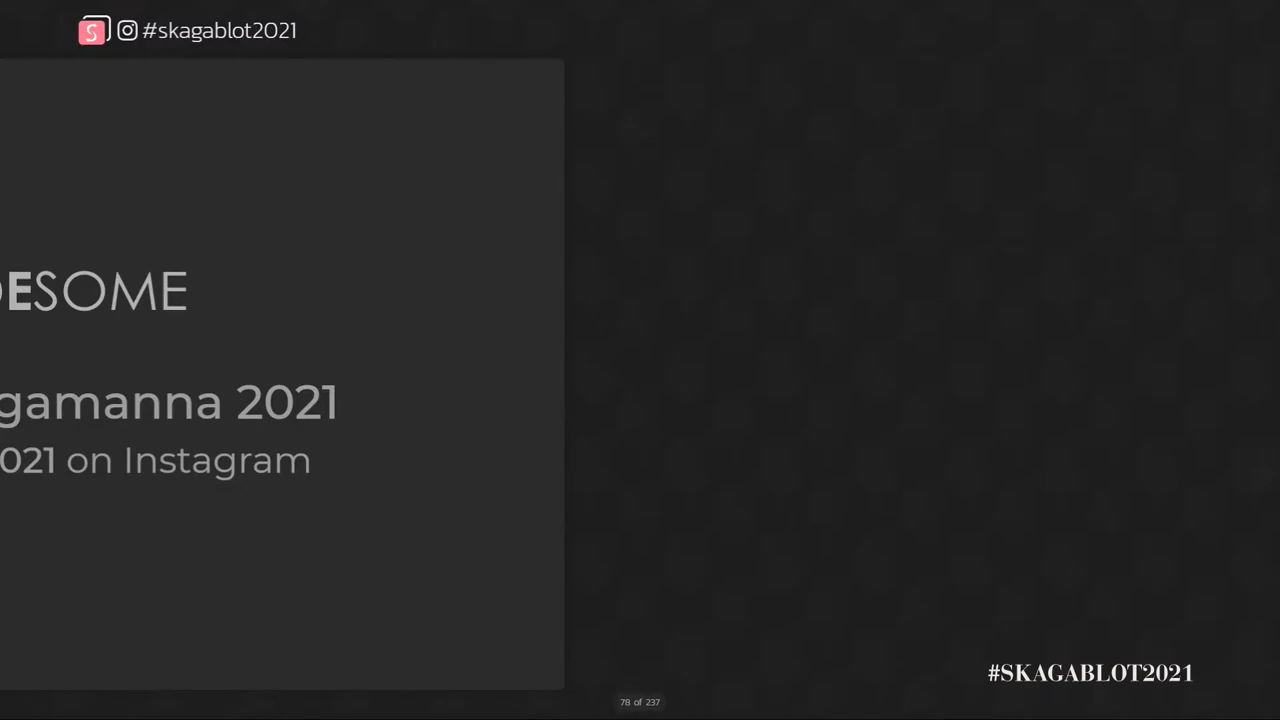 #skagablot2021
ESOME
gamanna 2021
021 on Instagram
#SKAGABLOT2021
78 of 237